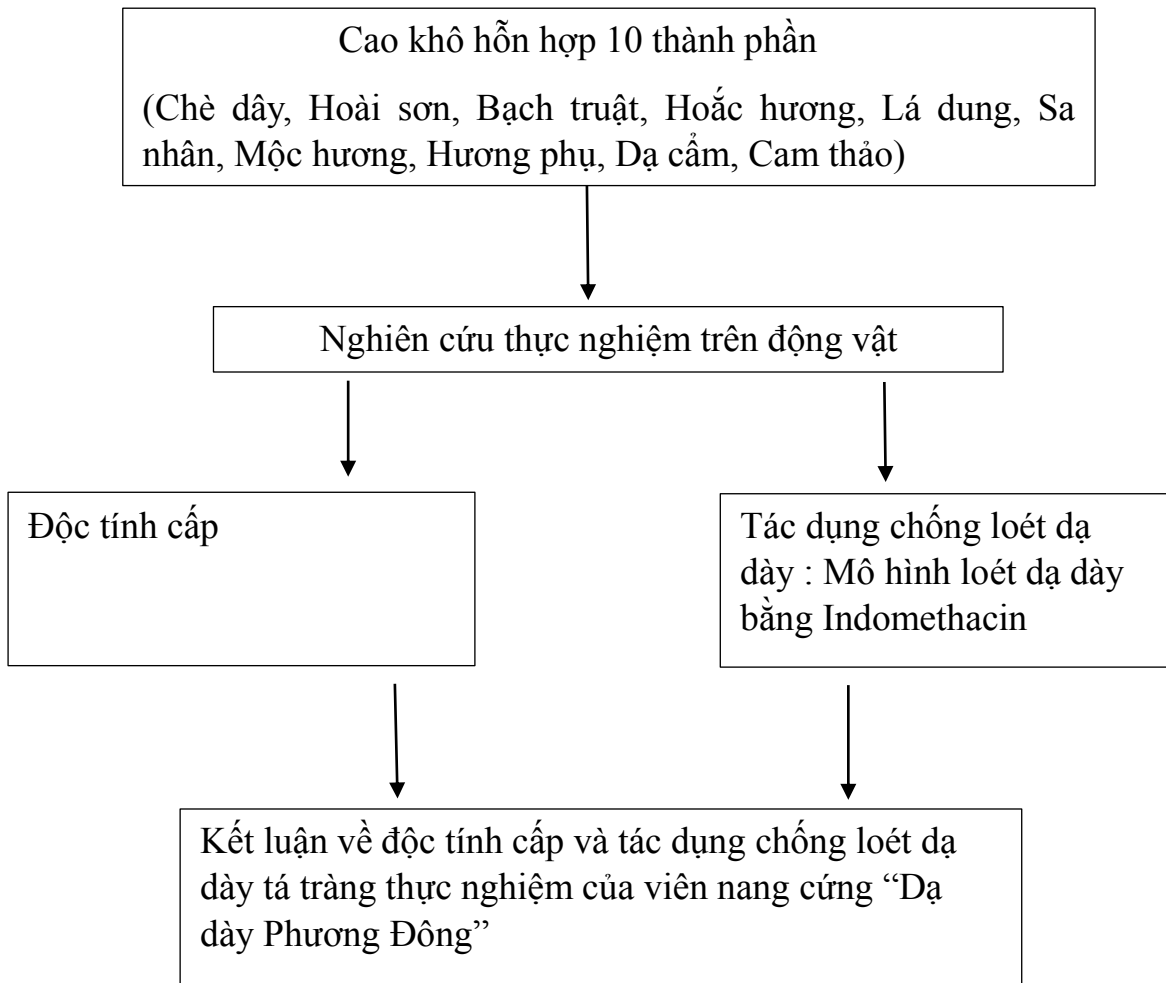 Cao khô hỗn hợp 10 thành phần
(Chè dây, Hoài sơn, Bạch truật, Hoắc hương, Lá dung, Sa
nhân, Mộc hương, Hương phụ, Dạ cẩm, Cam thảo)
Nghiên cứu thực nghiệm trên động vật
Độc tính cấp
Tác dụng chống loét dạ
dày : Mô hình loét dạ dày
bằng Indomethacin
Kết luận về độc tính cấp và tác dụng chống loét dạ
dày tá tràng thực nghiệm của viên nang cứng “Dạ
dày Phương Đông”